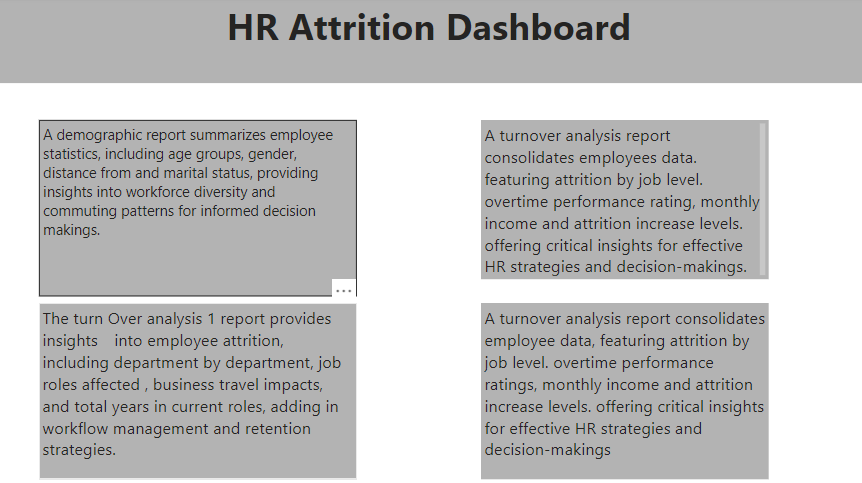 HR Attrition Dashboard
A demographic report summarizes employee
statistics, including age groups, gender,
distance from and marital status, providing
insights into workforce diversity and
commuting patterns for informed decision
makings.
A turnover analysis report
consolidates employees data.
featuring attrition by job level.
overtime performance rating, monthly
income and attrition increase levels.
offering critical insights for effective
HR strategies and decision-makings.
The turn Over analysis 1 report provides
insights    into employee attrition,
including department by department, job
roles affected , business travel impacts,
and total years in current roles, adding in
workflow management and retention
strategies.
A turnover analysis report consolidates
employee data, featuring attrition by
job level. overtime performance
ratings, monthly income and attrition
increase levels. offering critical insights
for effective HR strategies and
decision-makings